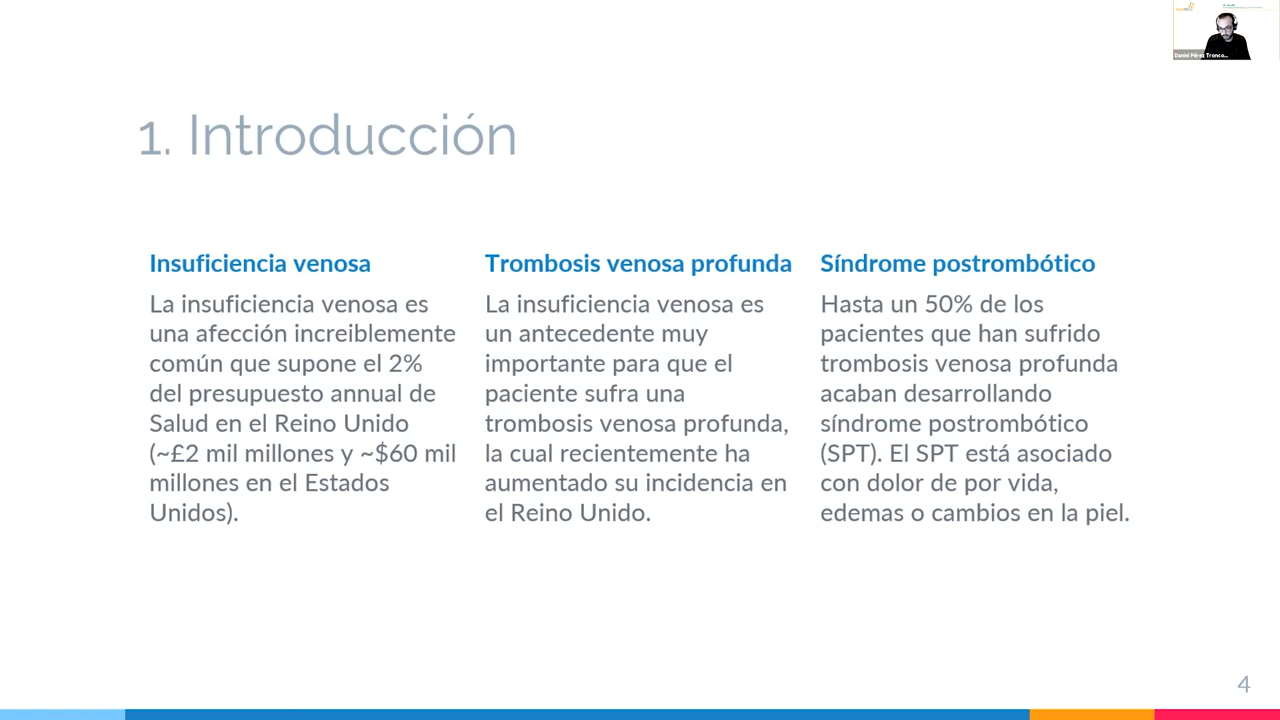 1. Introducción
Insuficiencia venosa
La insuficiencia venosa es
una afección increiblemente
común que supone el 2%
del presupuesto annual de
Salud en el Reino Unido
(~£2 mil millones y ~$60 mil
millones en el Estados
Unidos).
Trombosis venosa profunda
La insuficiencia venosa es
un antecedente muy
importante para que el
paciente sufra una
trombosis venosa profunda,
la cual recientemente ha
aumentado su incidencia en
el Reino Unido.
Síndrome postrombótico
Hasta un 50% de los
pacientes que han sufrido
trombosis venosa profunda
acaban desarrollando
síndrome postrombótico
(SPT). El SPT está asociado
con dolor de por vida,
edemas o cambios en la piel.
Daniel Pérez Tronco...
4